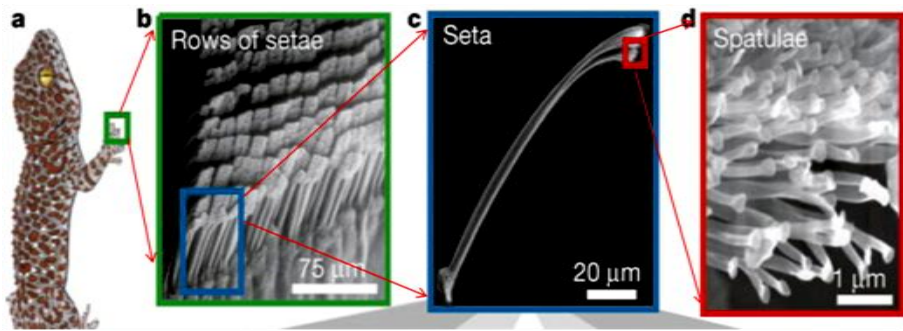 a
b
Rows of setae
75 μm
c
Seta
20 μm
d
Spatulae
1 μm